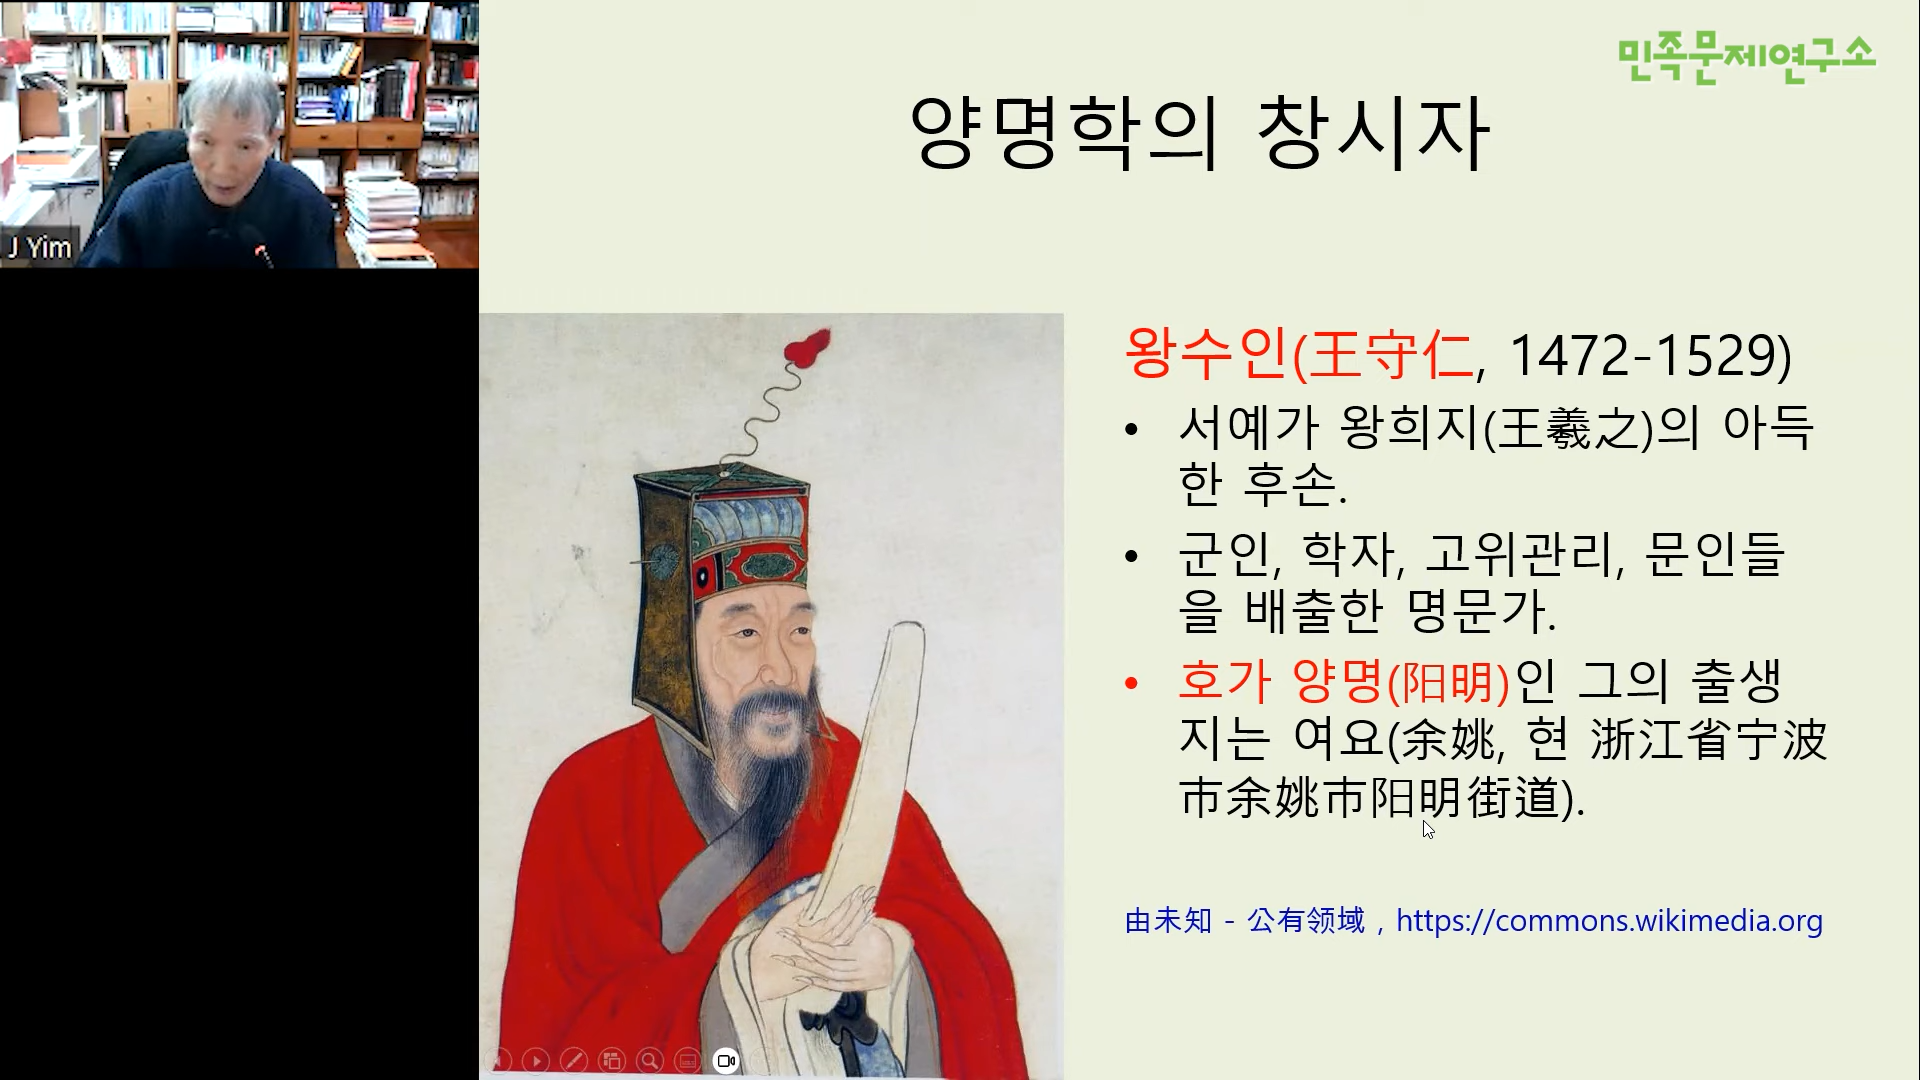 민족문제연구소
양명학의 창시자
J Yim
왕수인(王守仁, 1472-1529)
• 서예가 왕희지(王羲之)의 아득
한 후손.
• 군인, 학자, 고위관리, 문인들
을 배출한 명문가.
• 호가 양명(阳明)인 그의 출생
지는 여요(余姚, 현 浙江省宁波
市余姚市阳明街道).
由未知 - 公有领域，https://commons.wikimedia.org